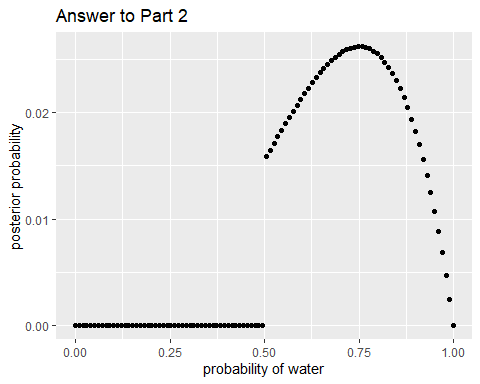 Answer to Part 2
posterior probability
0.02
0.01
0.00
0.00 0.25 0.50 0.75 1.00
probability of water